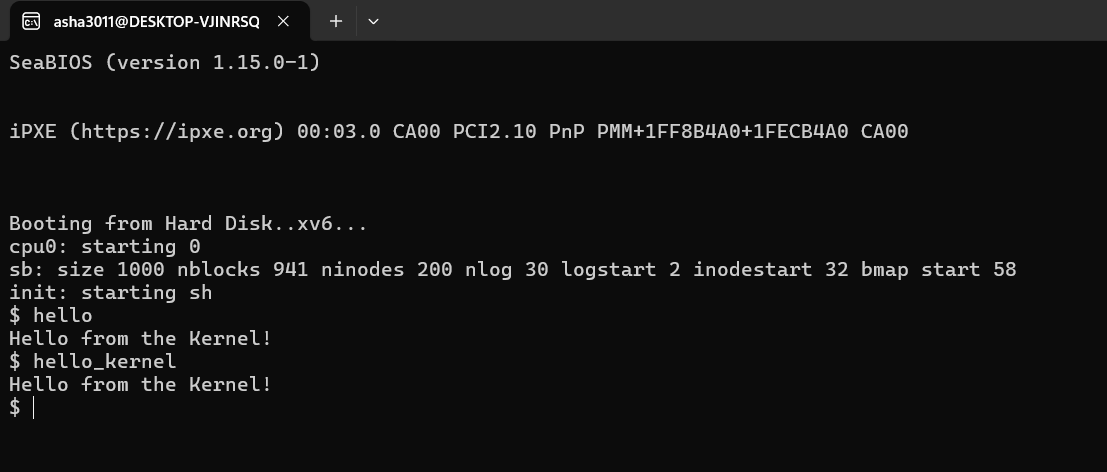 asha3011@DESKTOP-VJINRSQ
SeaBIOS (version 1.15.0-1)
iPXE (https://ipxe.org) 00:03.0 CA00 PCI2.10 PnP PMM+1FF8B4A0+1FECB4A0 CA00
Booting from Hard Disk..xv6...
cpu0: starting 0
sb: size 1000 nblocks 941 ninodes 200 nlog 30 logstart 2 inodestart 32 bmap start 58
init: starting sh
$ hello
Hello from the Kernel!
$ hello_kernel
Hello from the Kernel!
$